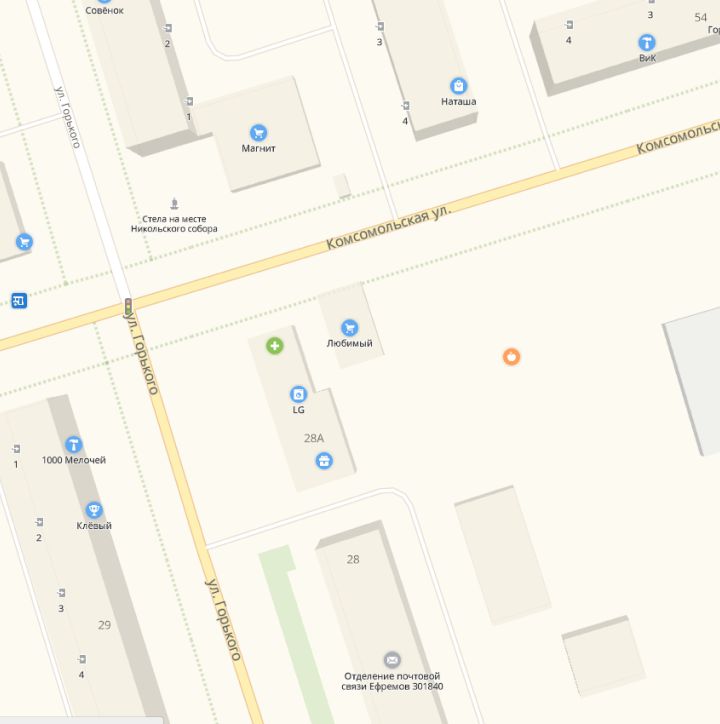 Совёнок
2
3
3
4
54
ВиК
ул. Горького
1
Наташа
4
Магнит
Комсомольск
Стела на месте
Никольского собора
Комсомольская ул.
ул. Горького
Любимый
LG
28А
1
1000 Мелочей
2
Клёвый
28
ул. Горького
3
29
4
Отделение почтовой
связи Ефремов 301840